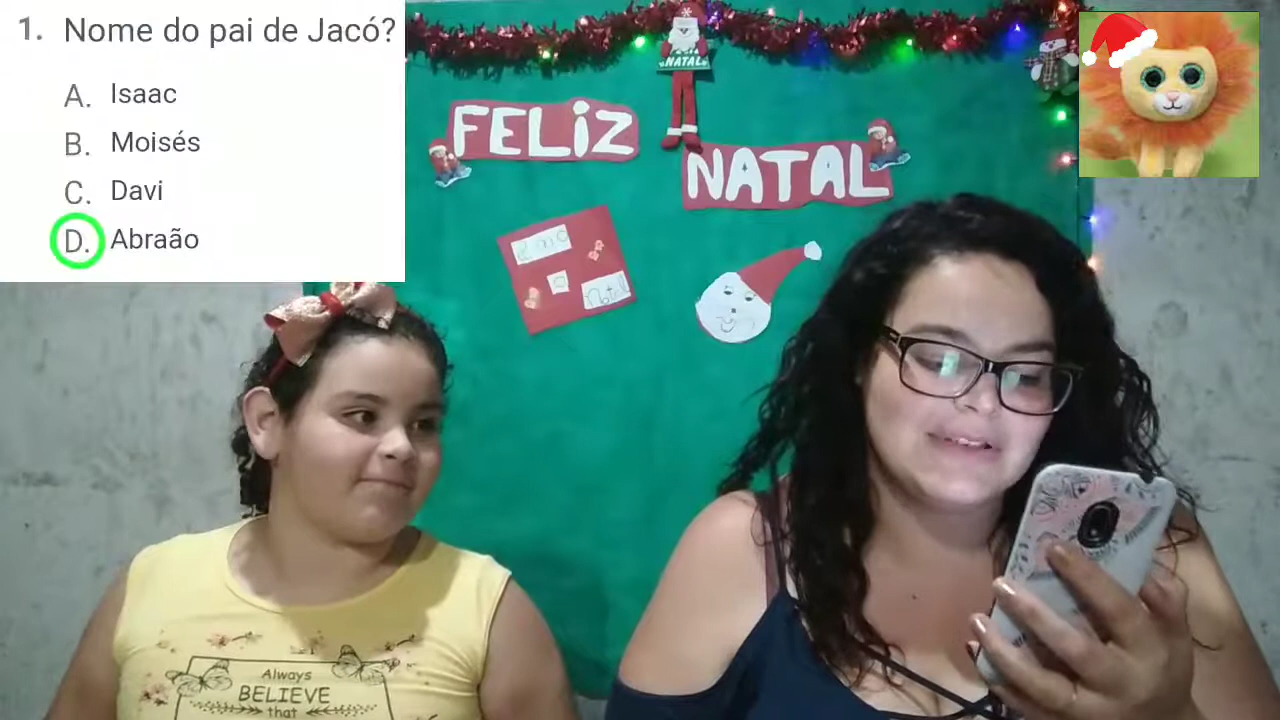 1. Nome do pai de Jacó?
A. Isaac
B. Moisés
C. Davi
D. Abraão
NATAL
FELIZ
NATAL
Always
BELIEVE
that